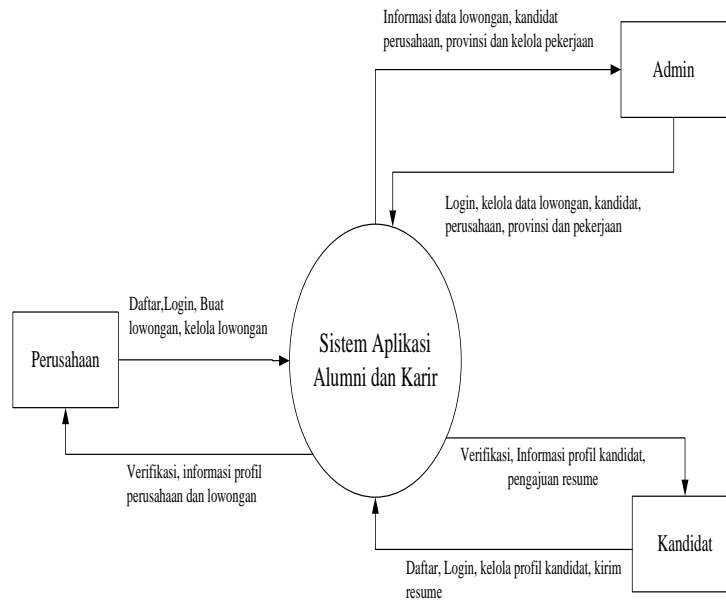 Informasi data lowongan, kandidat
perusahaan, provinsi dan kelola pekerjaan
Admin
Login, kelola data lowongan, kandidat,
perusahaan, provinsi dan pekerjaan
Daftar,Login, Buat
lowongan, kelola lowongan
Perusahaan
Sistem Aplikasi
Alumni dan Karir
Verifikasi, informasi profil
perusahaan dan lowongan
Verifikasi, Informasi profil kandidat,
pengajuan resume
Kandidat
Daftar, Login, kelola profil kandidat, kirim
resume